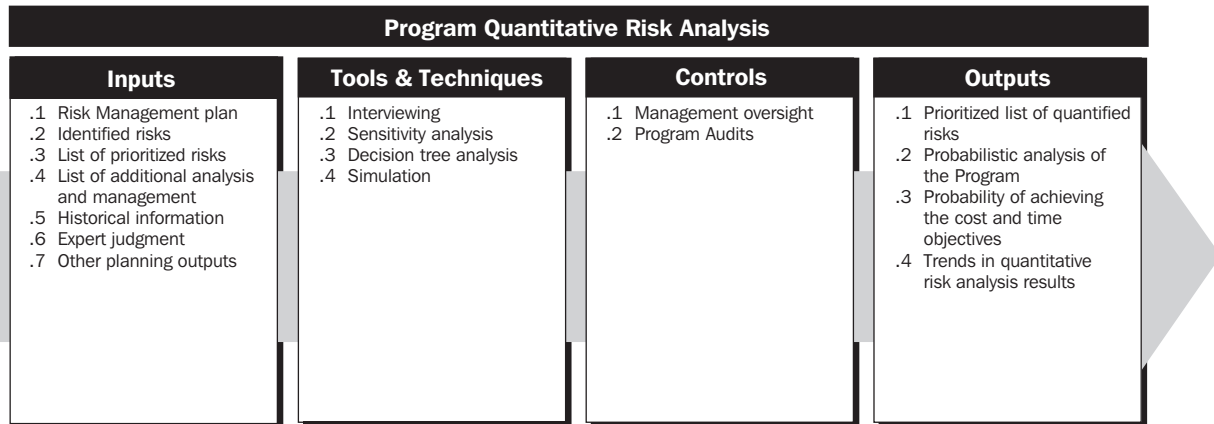 Program Quantitative Risk Analysis
Inputs
.1 Risk Management plan
.2 Identified risks
.3 List of prioritized risks
.4 List of additional analysis
and management
.5 Historical information
.6 Expert judgment
.7 Other planning outputs
Tools & Techniques
.1 Interviewing
.2 Sensitivity analysis
.3 Decision tree analysis
.4 Simulation
Controls
.1 Management oversight
.2 Program Audits
Outputs
.1 Prioritized list of quantified
risks
.2 Probabilistic analysis of
the Program
.3 Probability of achieving
the cost and time
objectives
.4 Trends in quantitative
risk analysis results